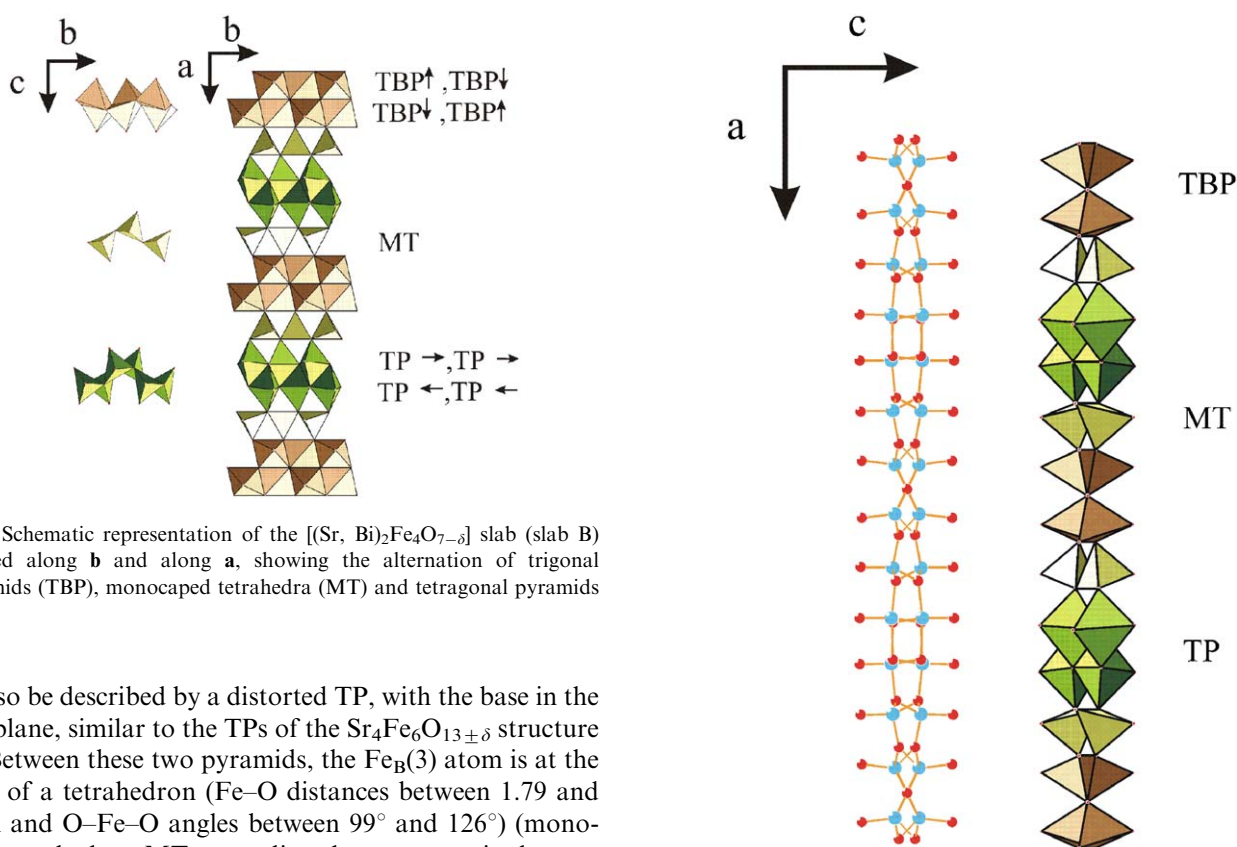 b
b
c
a
TBP↑ ,TBP↓
TBP↓ ,TBP↑
MT
TP →,TP →
TP ←,TP ←
Schematic representation of the [(Sr, Bi)₂Fe₄O₇₋δ] slab (slab B)
ed along b and along a, showing the alternation of trigonal
mids (TBP), monocaped tetrahedra (MT) and tetragonal pyramids
so be described by a distorted TP, with the base in the
plane, similar to the TPs of the Sr₄Fe₆O₁₃±δ structure
Between these two pyramids, the Fe_B(3) atom is at the
of a tetrahedron (Fe–O distances between 1.79 and
and O–Fe–O angles between 99° and 126°) (mono-
c
a
TBP
MT
TP